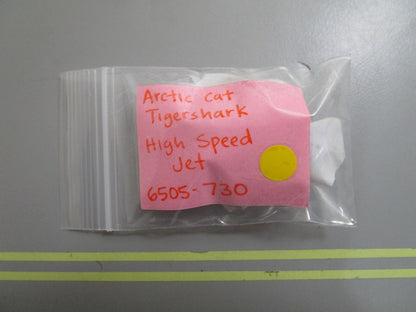 Arctic cat
Tigershark
High Speed
Jet
6505-730